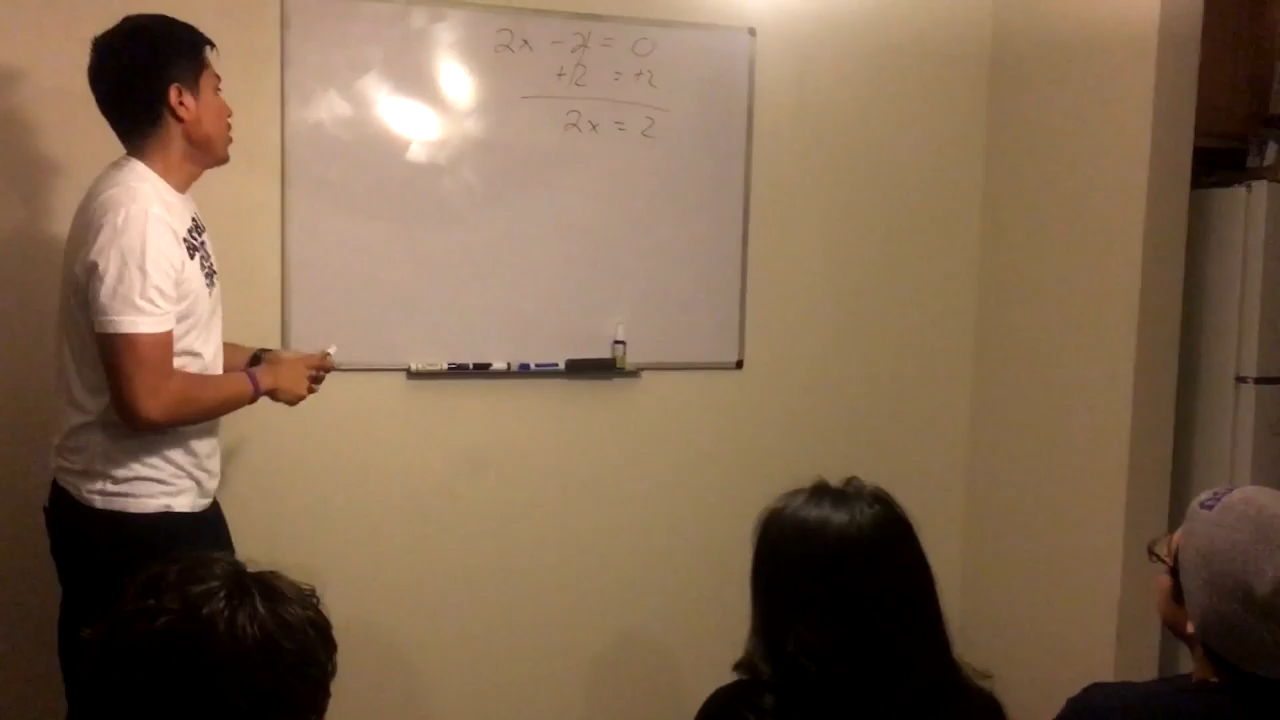 2x - 2 = 0
+2 = +2
2x = 2